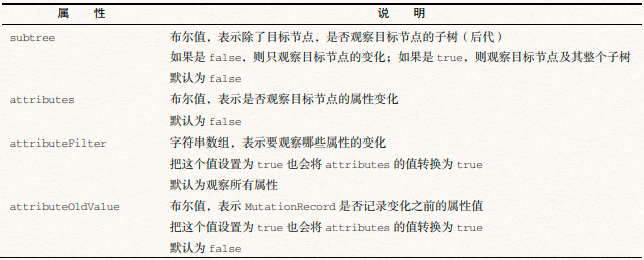 属 性 说 明
subtree 布尔值，表示除了目标节点，是否观察目标节点的子树（后代）
如果是 false，则只观察目标节点的变化；如果是 true，则观察目标节点及其整个子树
默认为 false
attributes 布尔值，表示是否观察目标节点的属性变化
默认为 false
attributeFilter 字符串数组，表示要观察哪些属性的变化
把这个值设置为 true 也会将 attributes 的值转换为 true
默认为观察所有属性
attributeOldValue 布尔值，表示 MutationRecord 是否记录变化之前的属性值
把这个值设置为 true 也会将 attributes 的值转换为 true
默认为 false